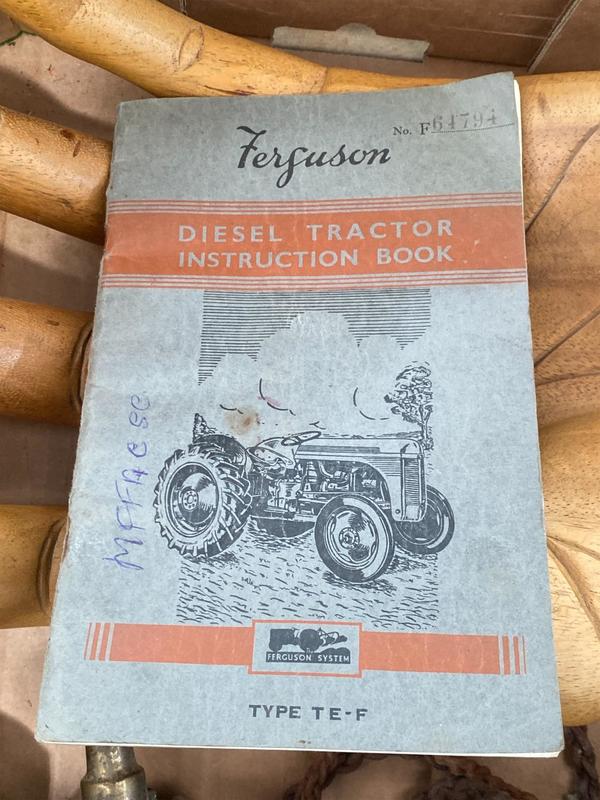 No. F64794
Ferguson
DIESEL TRACTOR
INSTRUCTION BOOK
FERGUSON SYSTEM
TYPE TE-F